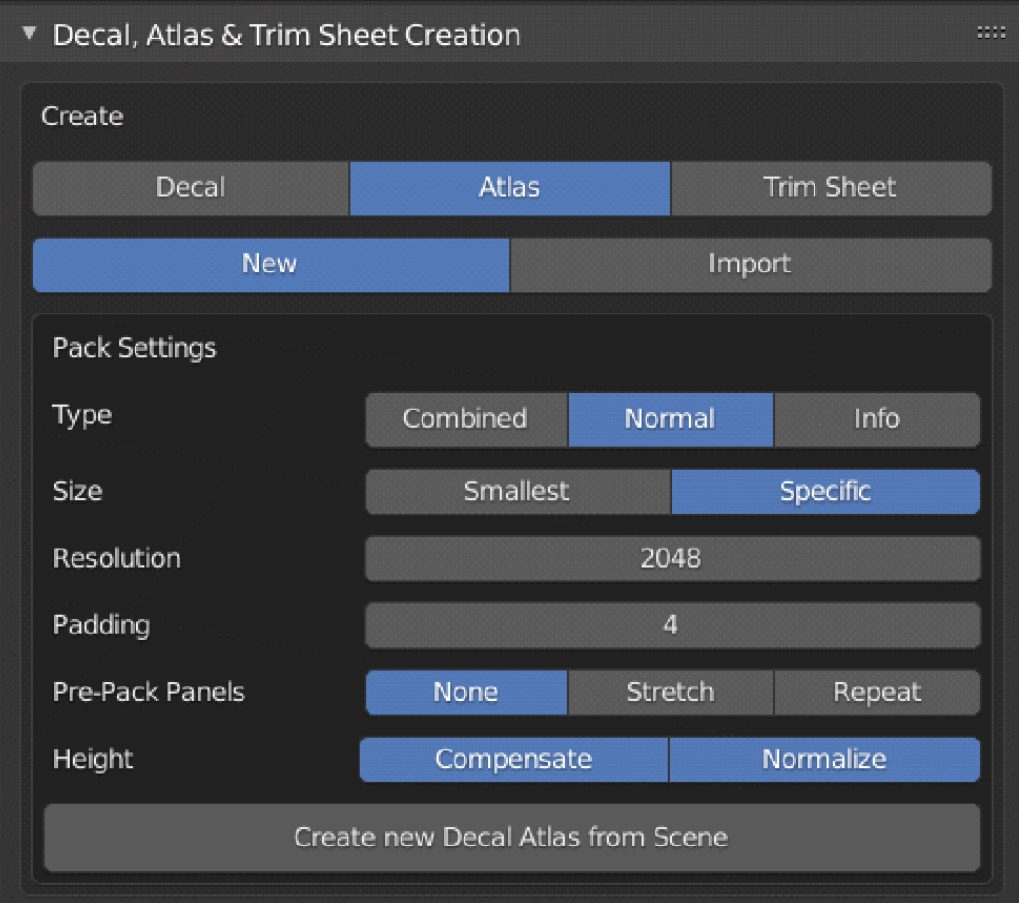 Decal, Atlas & Trim Sheet Creation
Create
Decal Atlas Trim Sheet
New Import
Pack Settings
Type Combined Normal Info
Size Smallest Specific
Resolution 2048
Padding 4
Pre-Pack Panels None Stretch Repeat
Height Compensate Normalize
Create new Decal Atlas from Scene